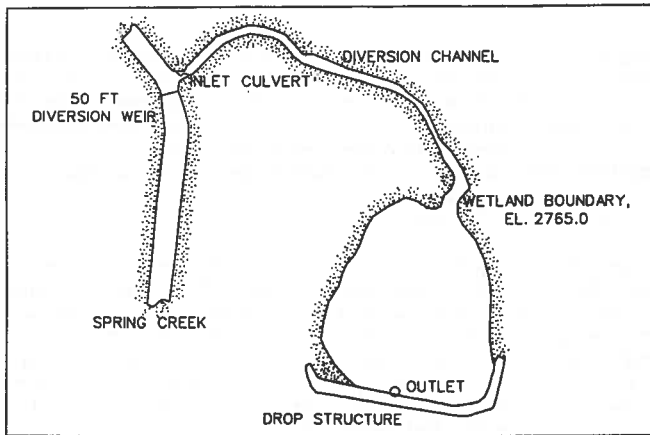 DIVERSION CHANNEL
INLET CULVERT
50 FT
DIVERSION WEIR
WETLAND BOUNDARY,
EL. 2765.0
SPRING CREEK
OUTLET
DROP STRUCTURE